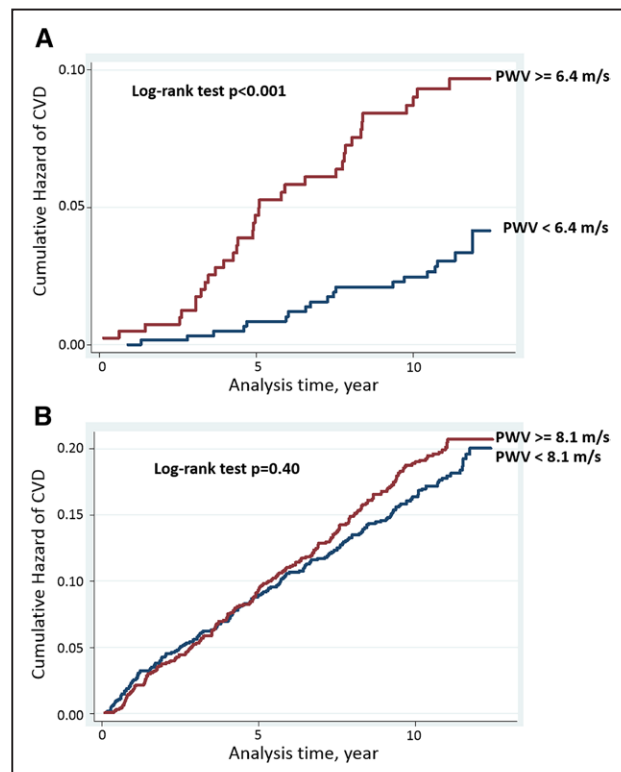 A
0.10
Log-rank test p<0.001
PWV >= 6.4 m/s
Cumulative Hazard of CVD
0.05
PWV < 6.4 m/s
0.00
0 5 10
Analysis time, year
B
0.20
PWV >= 8.1 m/s
PWV < 8.1 m/s
Log-rank test p=0.40
Cumulative Hazard of CVD
0.15
0.10
0.05
0.00
0 5 10
Analysis time, year